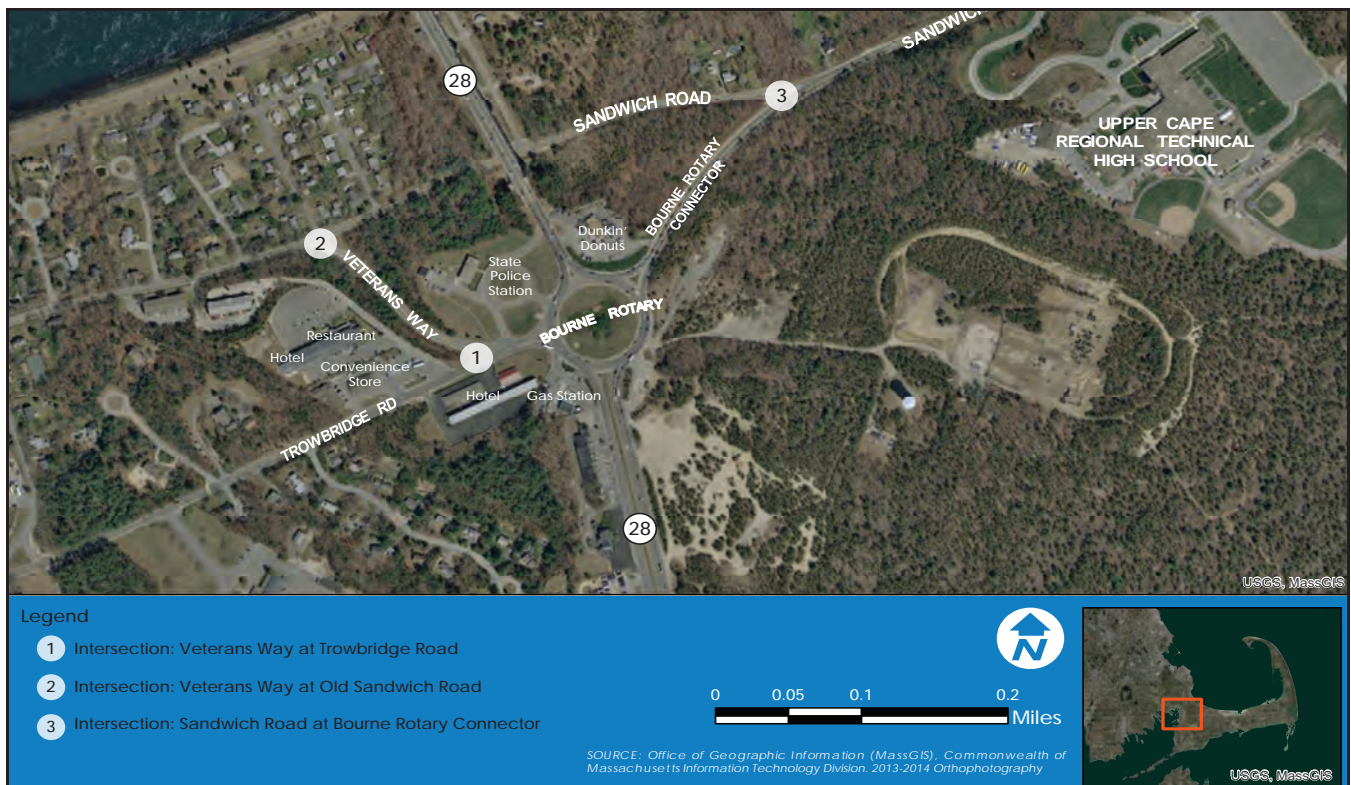 SANDWICH
28
SANDWICH ROAD
3
UPPER CAPE
REGIONAL TECHNICAL
HIGH SCHOOL
BOURNE ROTARY
CONNECTOR
Dunkin'
Donuts
2
VETERANS WAY
State
Police
Station
BOURNE ROTARY
Restaurant
Hotel
Convenience
Store
1
Hotel
Gas Station
TROWBRIDGE RD
28
USGS, MassGIS
Legend
1 Intersection: Veterans Way at Trowbridge Road
2 Intersection: Veterans Way at Old Sandwich Road
3 Intersection: Sandwich Road at Bourne Rotary Connector
N
0 0.05 0.1 0.2
Miles
SOURCE: Office of Geographic Information (MassGIS), Commonwealth of
Massachusetts Information Technology Division. 2013-2014 Orthophotography
USGS, MassGIS